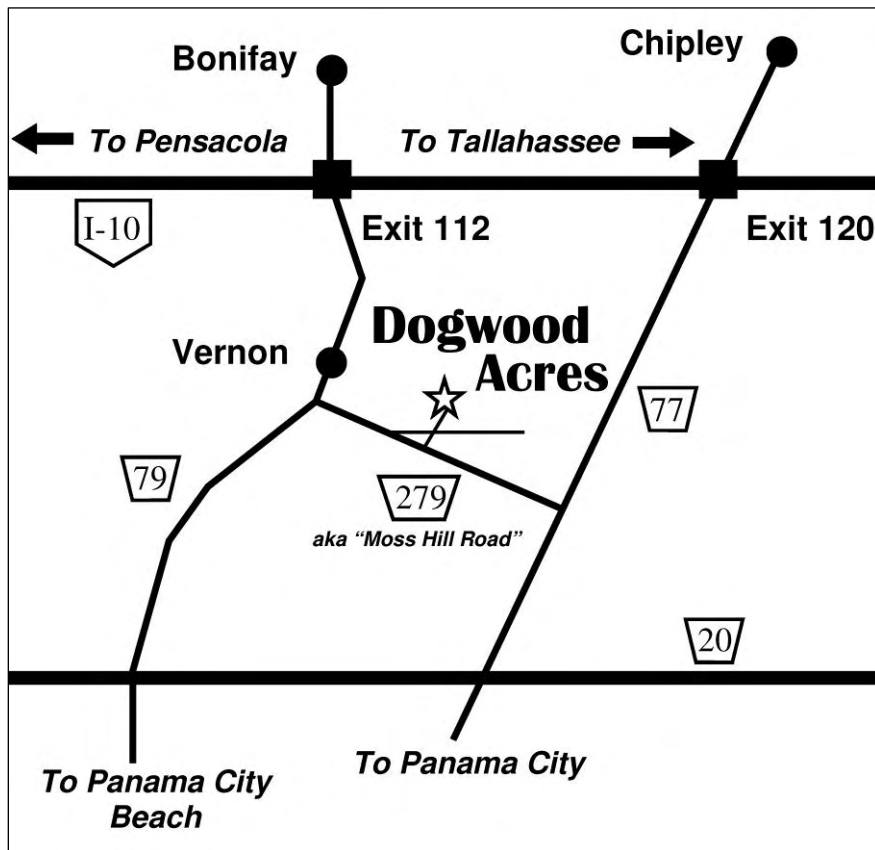 Bonifay
Chipley
To Pensacola
To Tallahassee
I-10
Exit 112
Exit 120
Dogwood
Acres
Vernon
77
79
279
aka “Moss Hill Road”
20
To Panama City
Beach
To Panama City